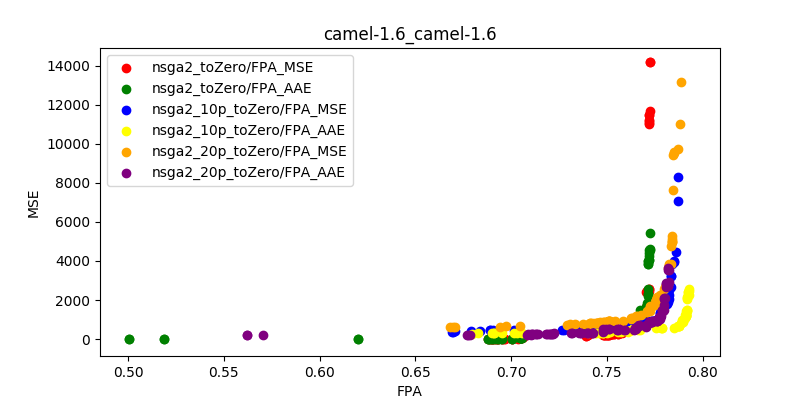 camel-1.6_camel-1.6
nsga2_toZero/FPA_MSE
nsga2_toZero/FPA_AAE
nsga2_10p_toZero/FPA_MSE
nsga2_10p_toZero/FPA_AAE
nsga2_20p_toZero/FPA_MSE
nsga2_20p_toZero/FPA_AAE
MSE
14000
12000
10000
8000
6000
4000
2000
0
0.50 0.55 0.60 0.65 0.70 0.75 0.80
FPA